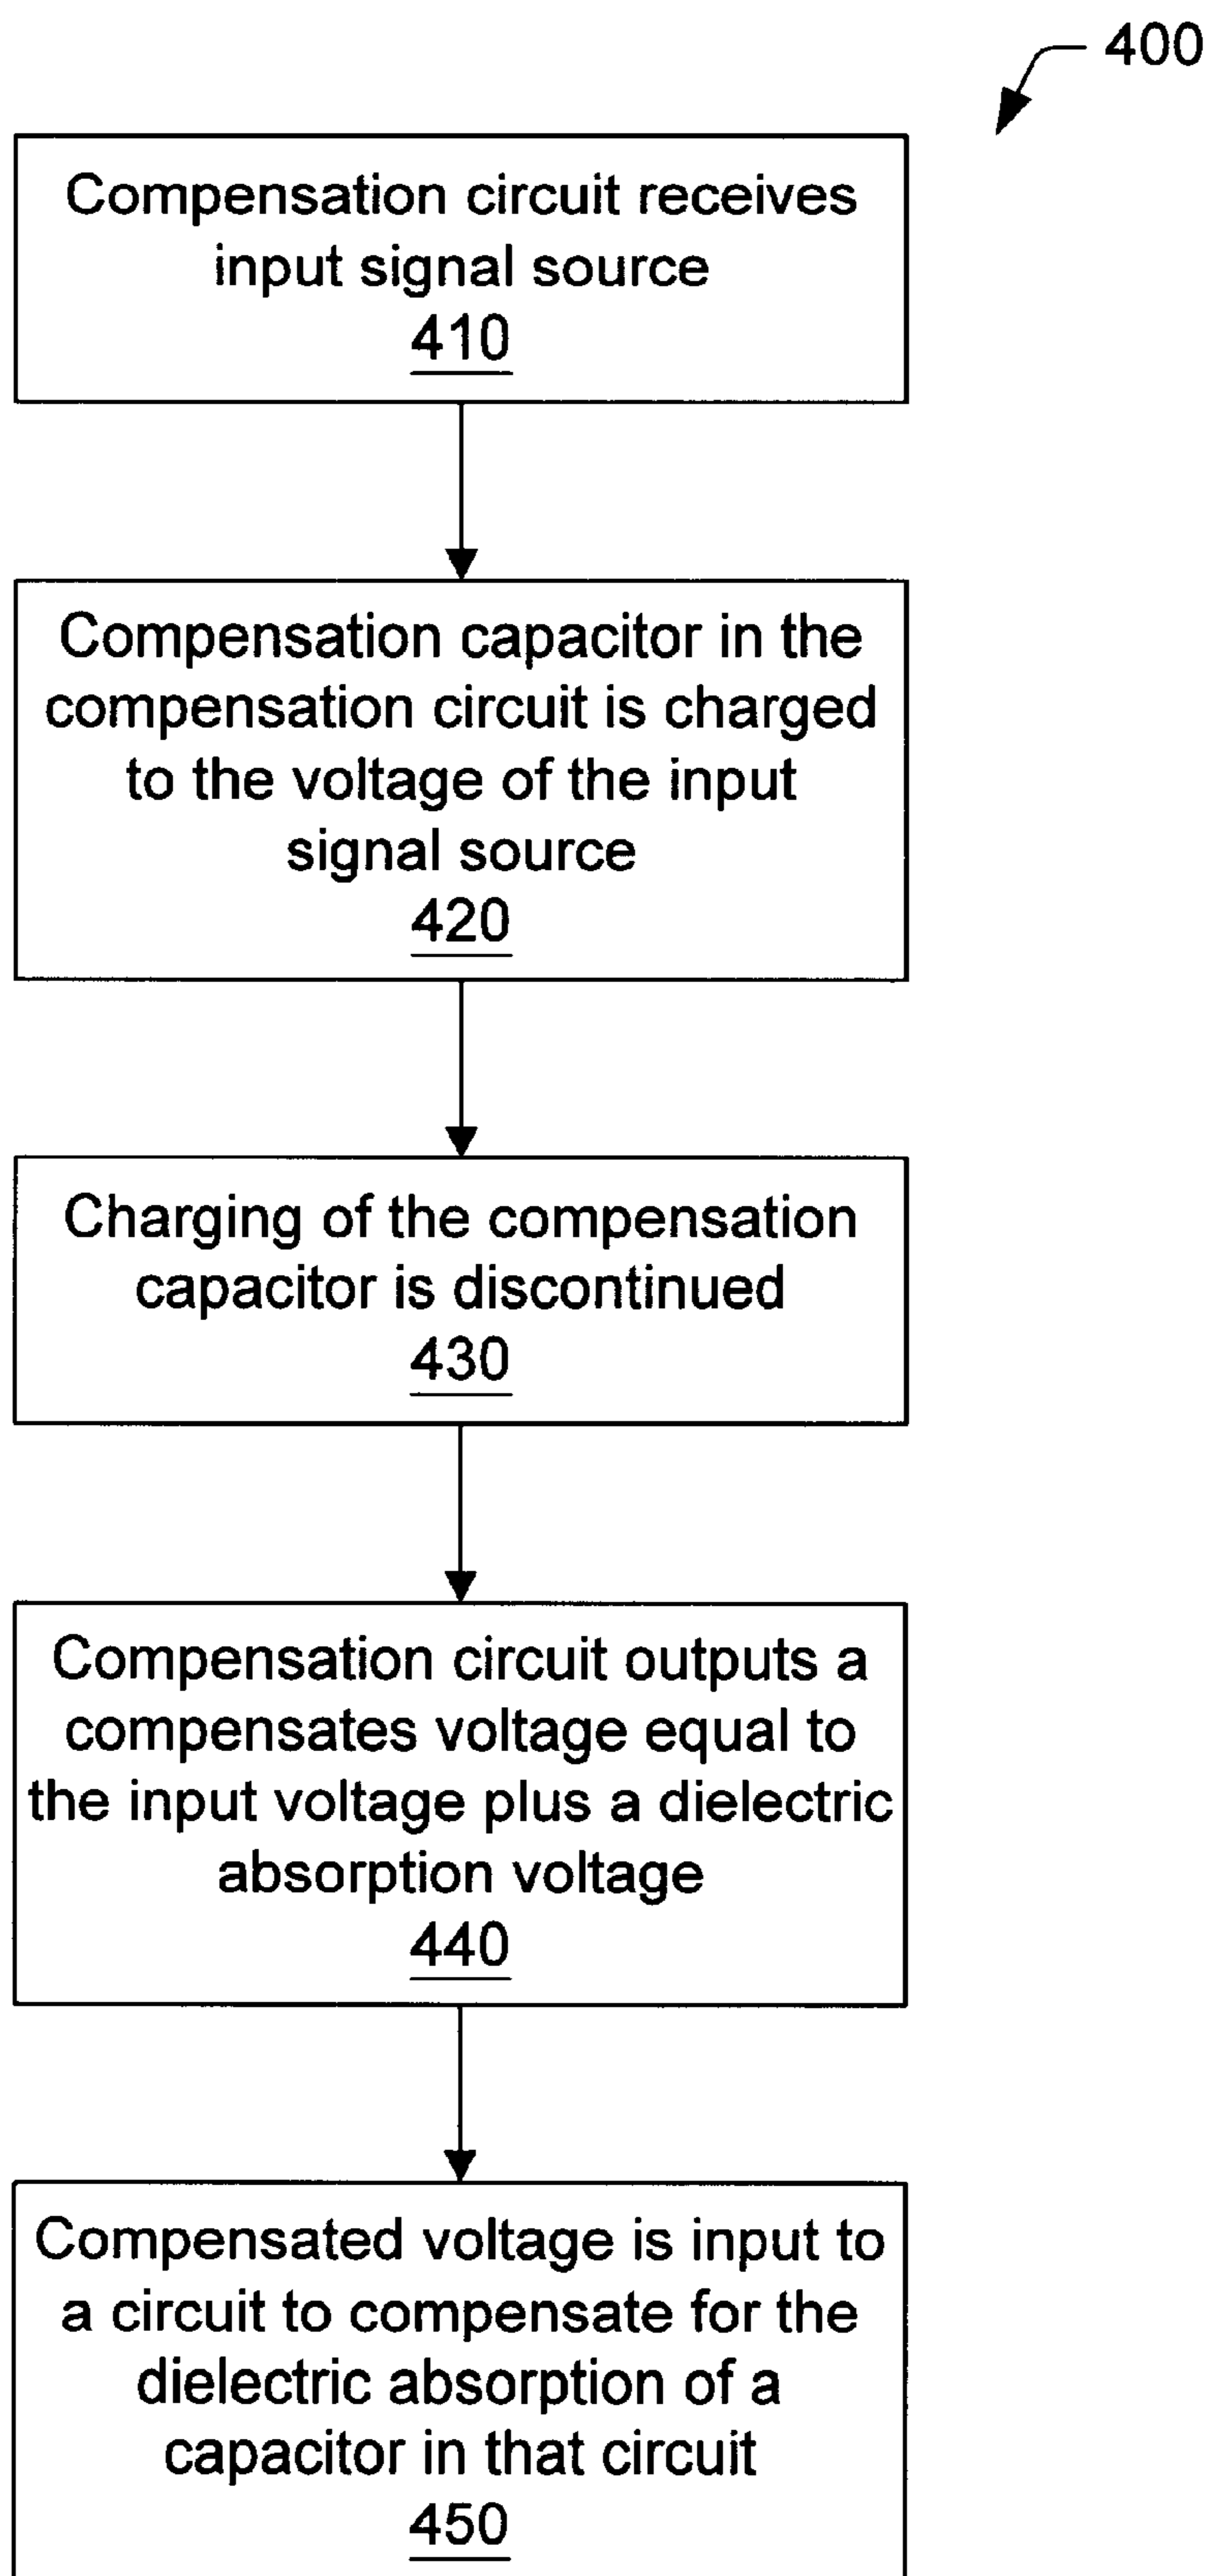 400
Compensation circuit receives
input signal source
410
Compensation capacitor in the
compensation circuit is charged
to the voltage of the input
signal source
420
Charging of the compensation
capacitor is discontinued
430
Compensation circuit outputs a
compensates voltage equal to
the input voltage plus a dielectric
absorption voltage
440
Compensated voltage is input to
a circuit to compensate for the
dielectric absorption of a
capacitor in that circuit
450